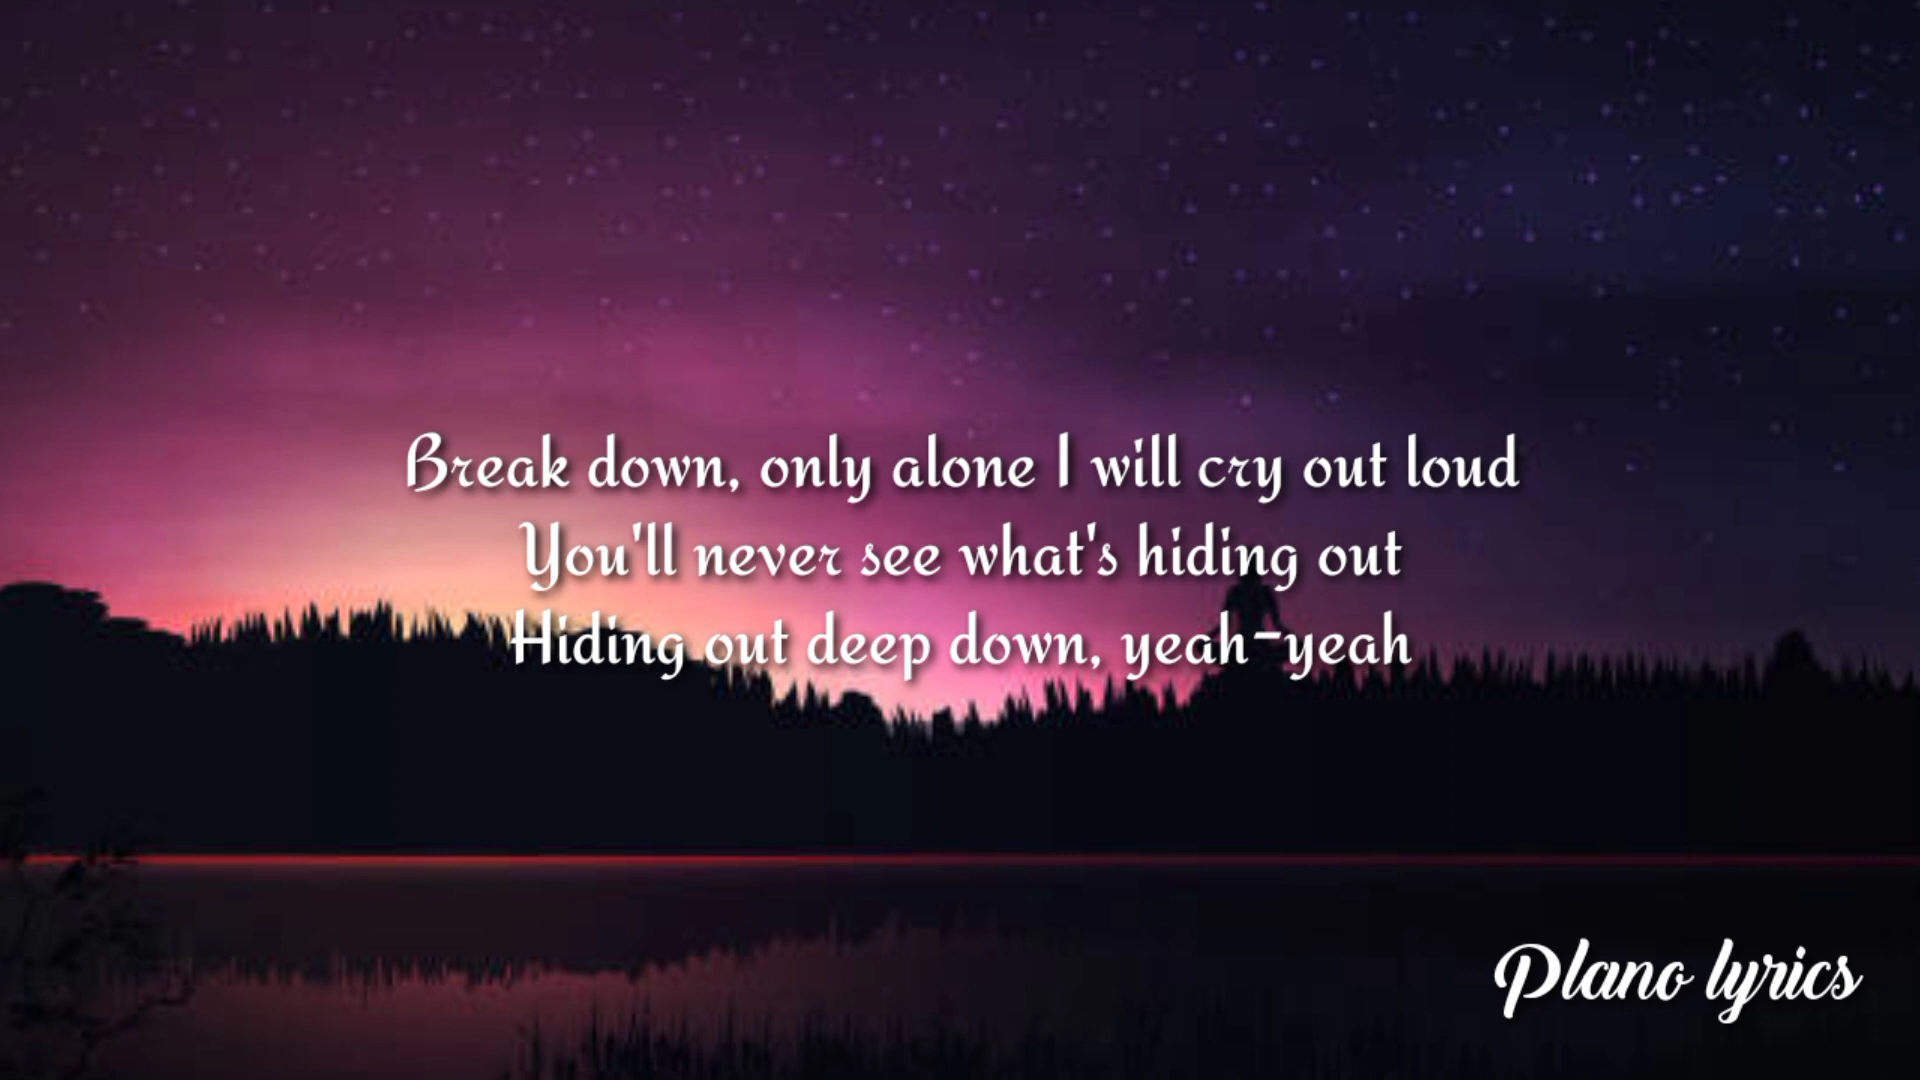 Break down, only alone I will cry out loud
You'll never see what's hiding out
Hiding out deep down, yeah-yeah
Plano lyrics